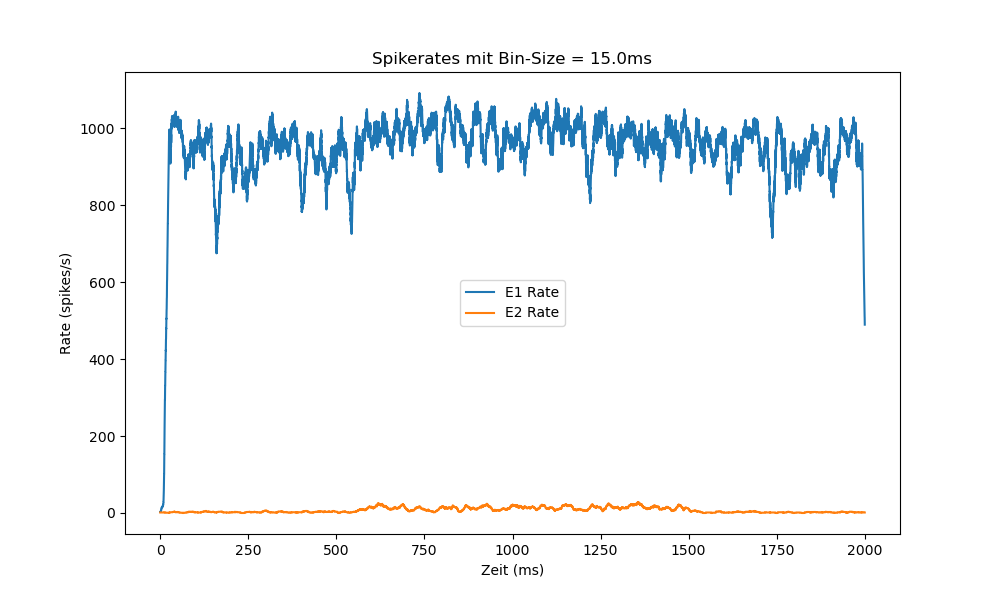 Spikerates mit Bin-Size = 15.0ms
Rate (spikes/s)
1000
800
600
400
200
0
E1 Rate
E2 Rate
0 250 500 750 1000 1250 1500 1750 2000
Zeit (ms)